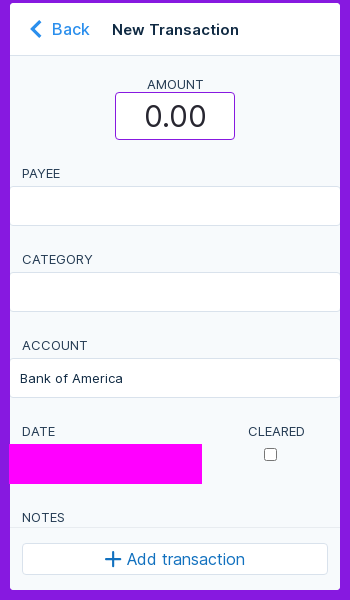 Back New Transaction
AMOUNT
0.00
PAYEE
CATEGORY
ACCOUNT
Bank of America
DATE CLEARED
NOTES
Add transaction